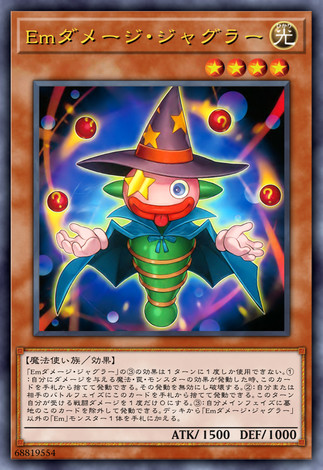 Emダメージ・ジャグラー
光
【魔法使い族/効果】
「Emダメージ・ジャグラー」の③の効果は1ターンに1度しか使用できない。①
:自分にダメージを与える魔法・罠・モンスターの効果が発動した時、このカー
ドを手札から捨てて発動できる。その発動を無効にし破壊する。②:自分または
相手のバトルフェイズにこのカードを手札から捨てて発動できる。このターン
自分が受ける戦闘ダメージを1度だけ0にする。③:自分メインフェイズに墓
地のこのカードを除外して発動できる。デッキから「Emダメージ・ジャグラー」
以外の「Em」モンスター1体を手札に加える。
ATK/1500 DEF/1000
68819554